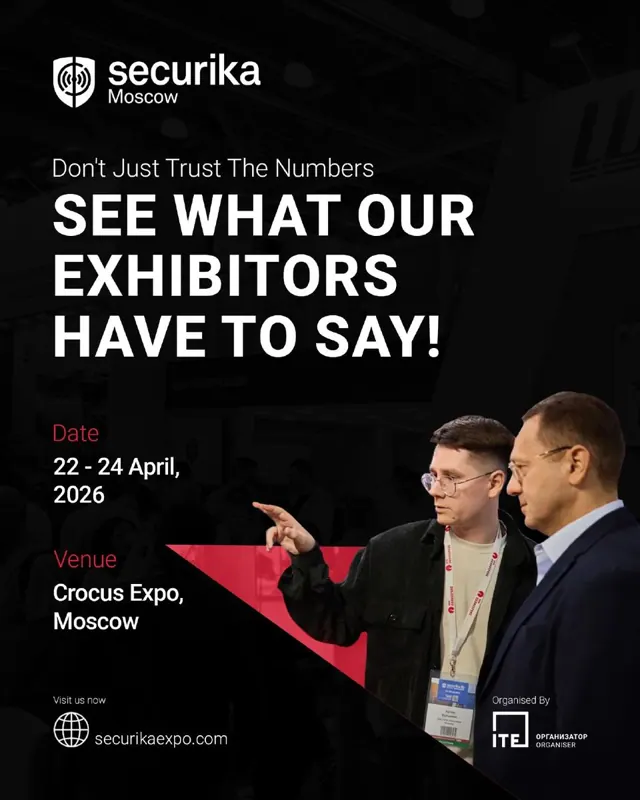 securika
Moscow
Don't Just Trust The Numbers
SEE WHAT OUR
EXHIBITORS
HAVE TO SAY!
Date
22 - 24 April,
2026
Venue
Crocus Expo,
Moscow
Visit us now
securikaexpo.com
Organised By
ITE
ОРГАНИЗАТОР
ORGANISER